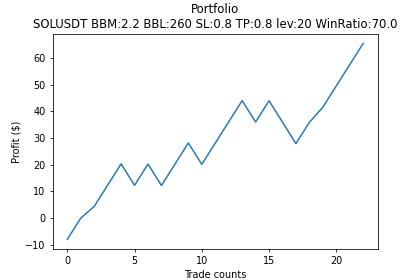 Portfolio
SOLUSDT BBM:2.2 BBL:260 SL:0.8 TP:0.8 lev:20 WinRatio:70.0
60
50
40
30
20
10
0
−10
Profit ($)
0 5 10 15 20
Trade counts